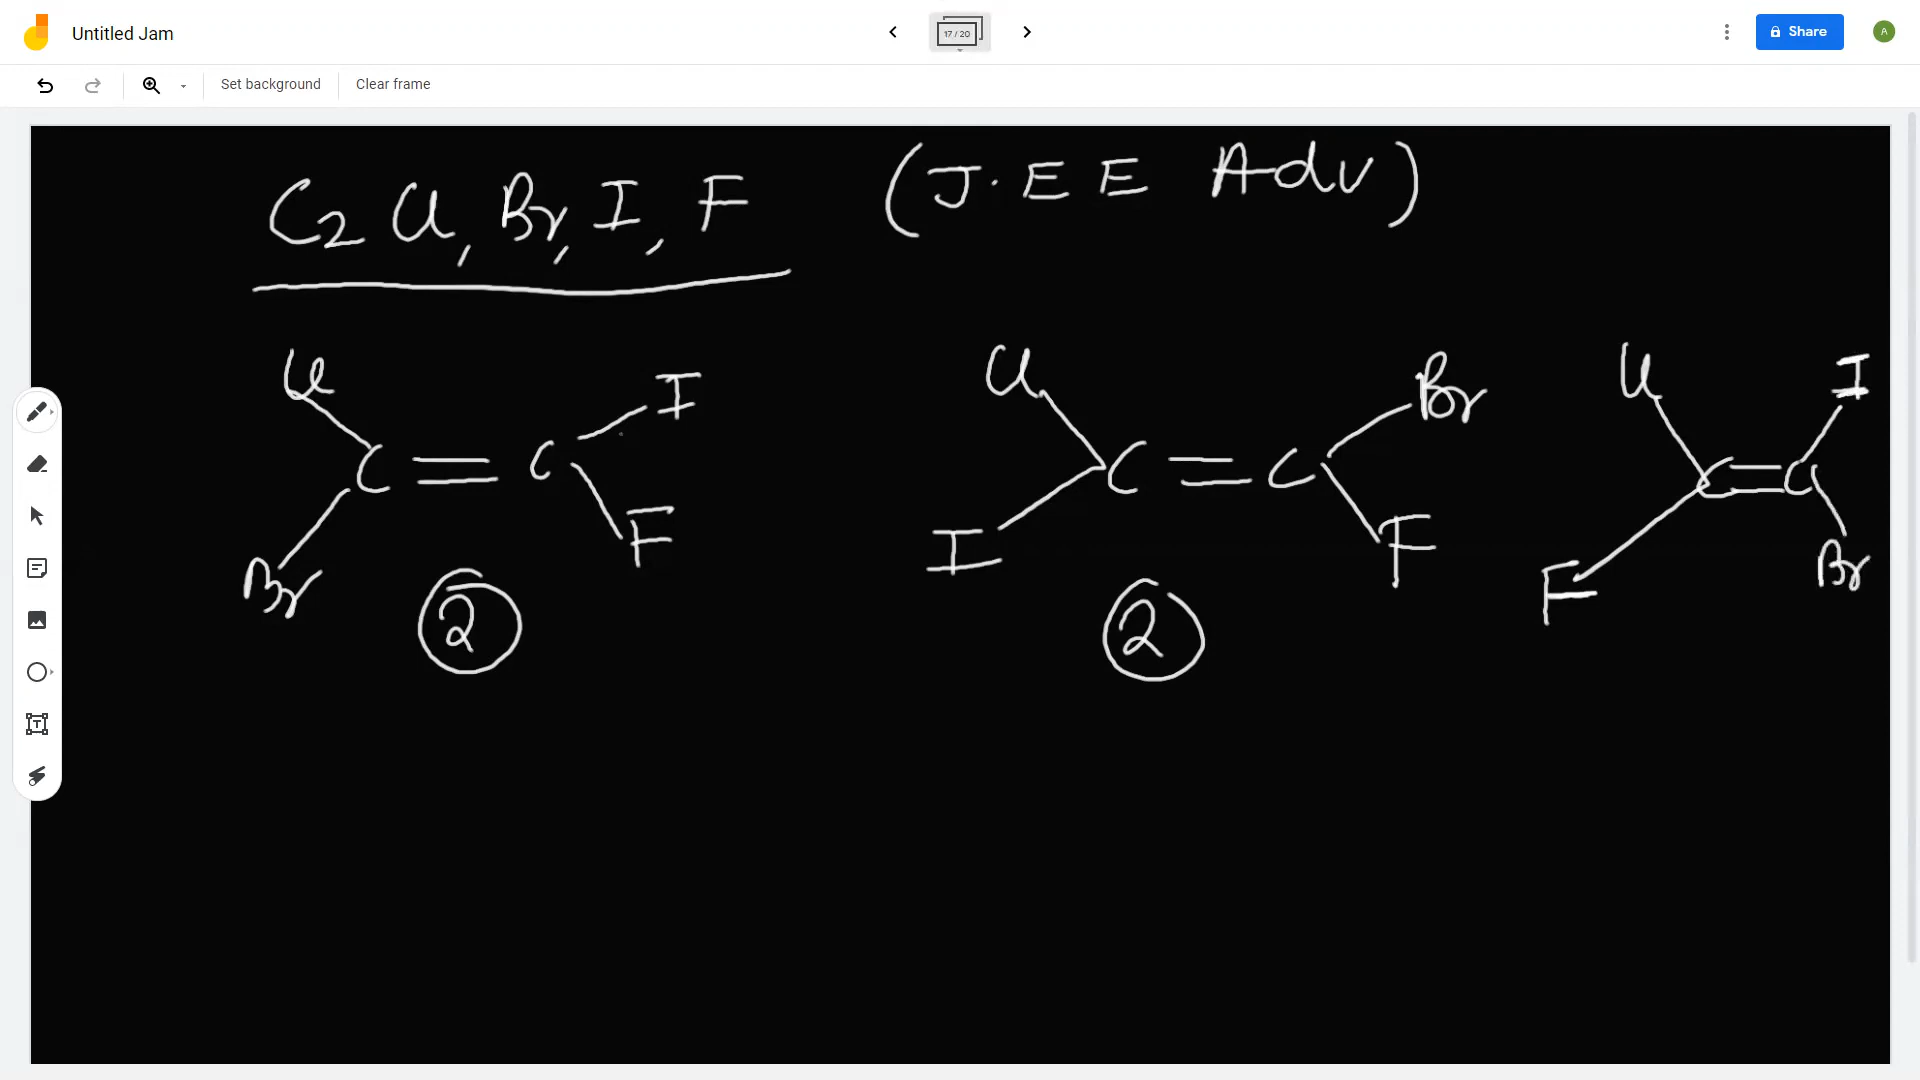 Untitled Jam
17 / 20
Share
A
Set background
Clear frame
C2 Cl, Br, I, F (J.EE Adv)
Cl I Cl Br Cl I
C = C C = C C = C
Br F I F F Br
2 2